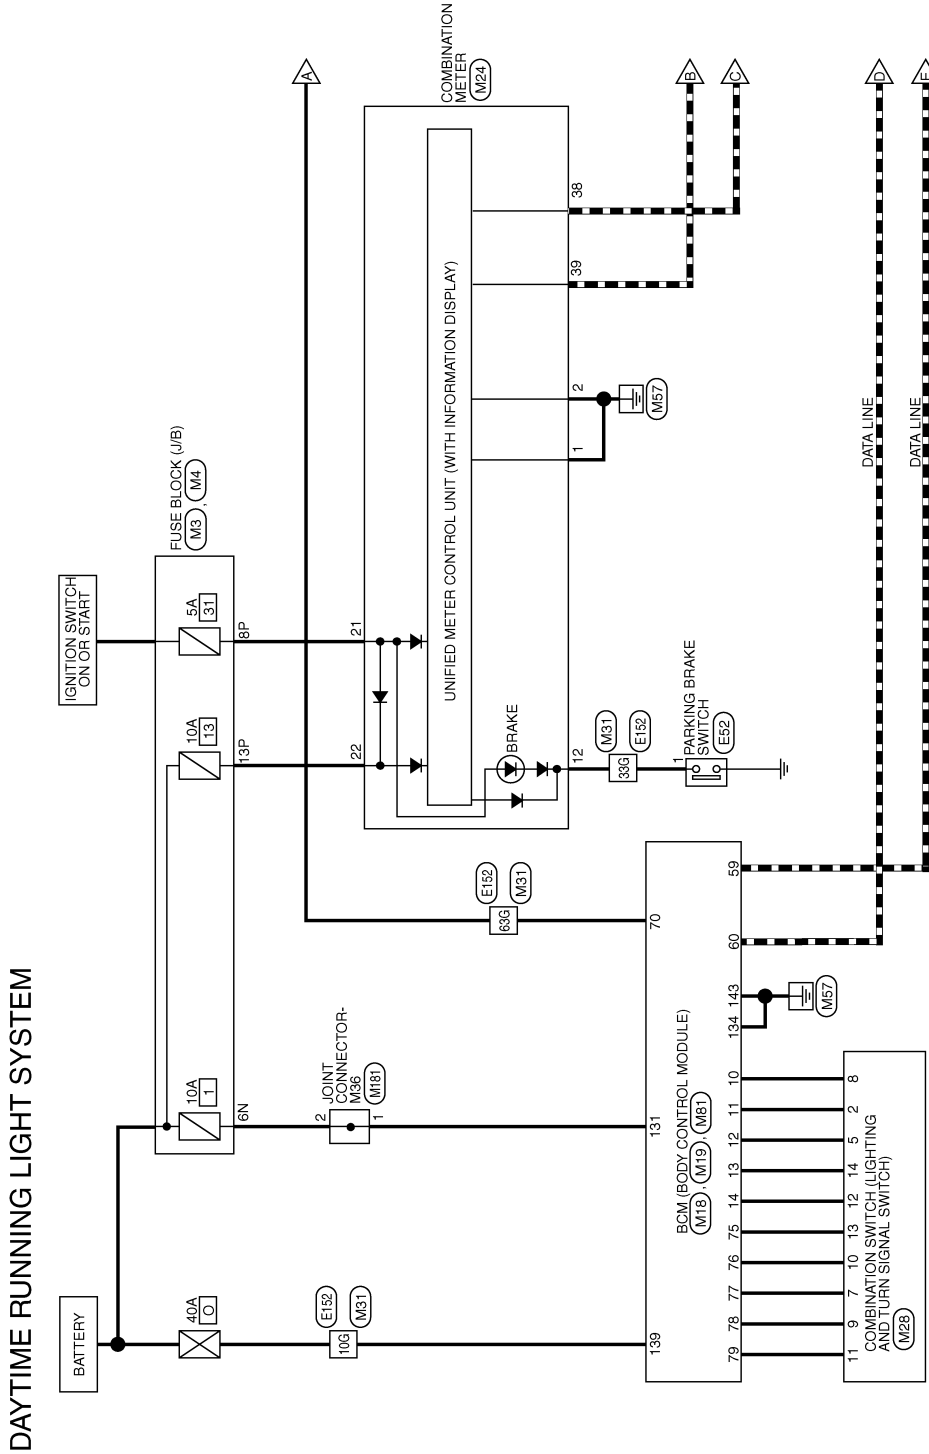 DAYTIME RUNNING LIGHT SYSTEM
BATTERY
IGNITION SWITCH
ON OR START
40A
O
10A
1
10A
13
5A
31
FUSE BLOCK (J/B)
M3 , M4
6N
13P
8P
A
10G
E152
M31
2
JOINT
CONNECTOR-
M36
M181
1
63G
E152
M31
22
21
COMBINATION
METER
M24
UNIFIED METER CONTROL UNIT (WITH INFORMATION DISPLAY)
BRAKE
12
1
2
39
38
M57
B
C
33G
M31
E152
1
PARKING BRAKE
SWITCH
E52
139
131
70
BCM (BODY CONTROL MODULE)
M18 , M19 , M81
79
78
77
76
75
14
13
12
11
10
134
143
60
59
M57
DATA LINE
D
DATA LINE
11
9
7
10
13
12
14
5
2
8
COMBINATION SWITCH (LIGHTING
AND TURN SIGNAL SWITCH)
M28